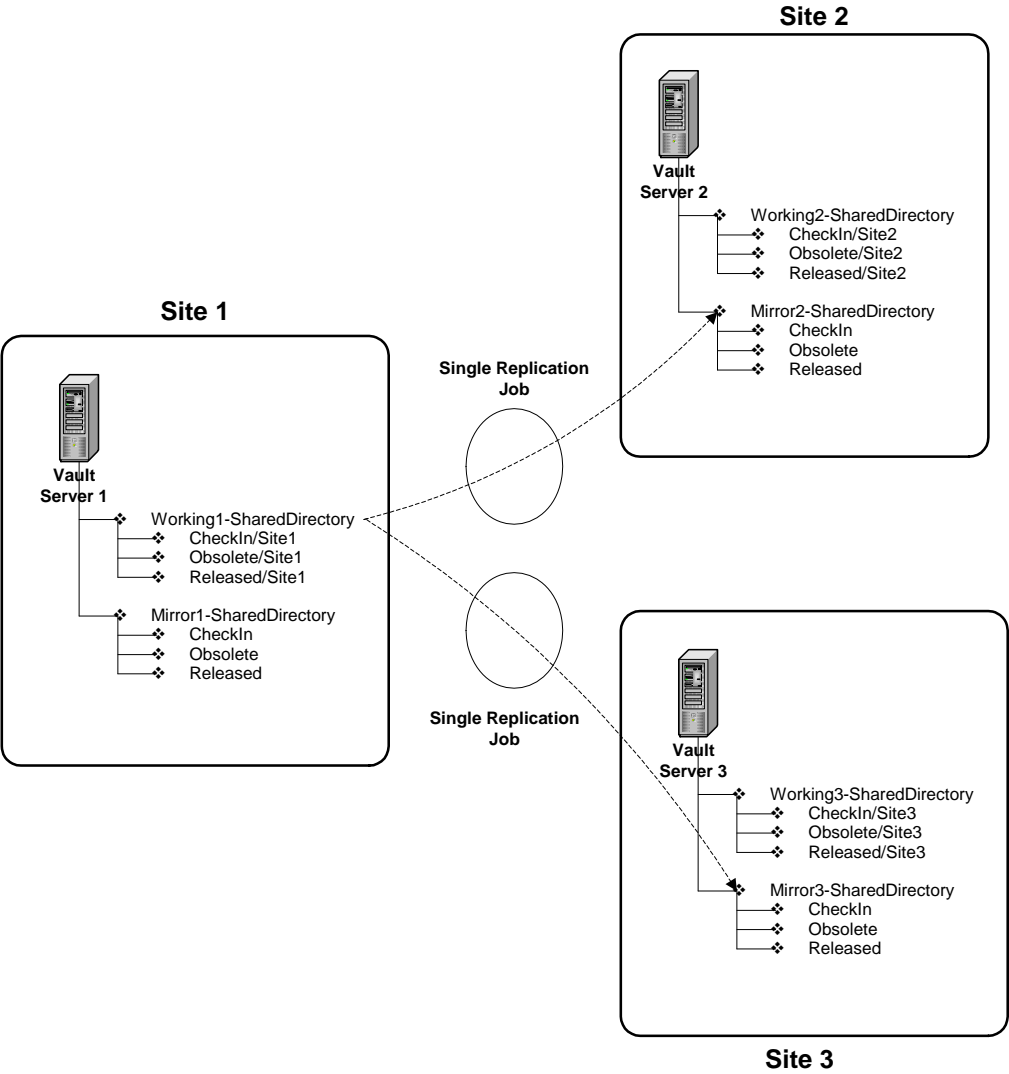 Site 2
Vault
Server 2
Working2-SharedDirectory
CheckIn/Site2
Obsolete/Site2
Released/Site2
Mirror2-SharedDirectory
CheckIn
Obsolete
Released
Site 1
Vault
Server 1
Working1-SharedDirectory
CheckIn/Site1
Obsolete/Site1
Released/Site1
Mirror1-SharedDirectory
CheckIn
Obsolete
Released
Single Replication
Job
Single Replication
Job
Vault
Server 3
Working3-SharedDirectory
CheckIn/Site3
Obsolete/Site3
Released/Site3
Mirror3-SharedDirectory
CheckIn
Obsolete
Released
Site 3